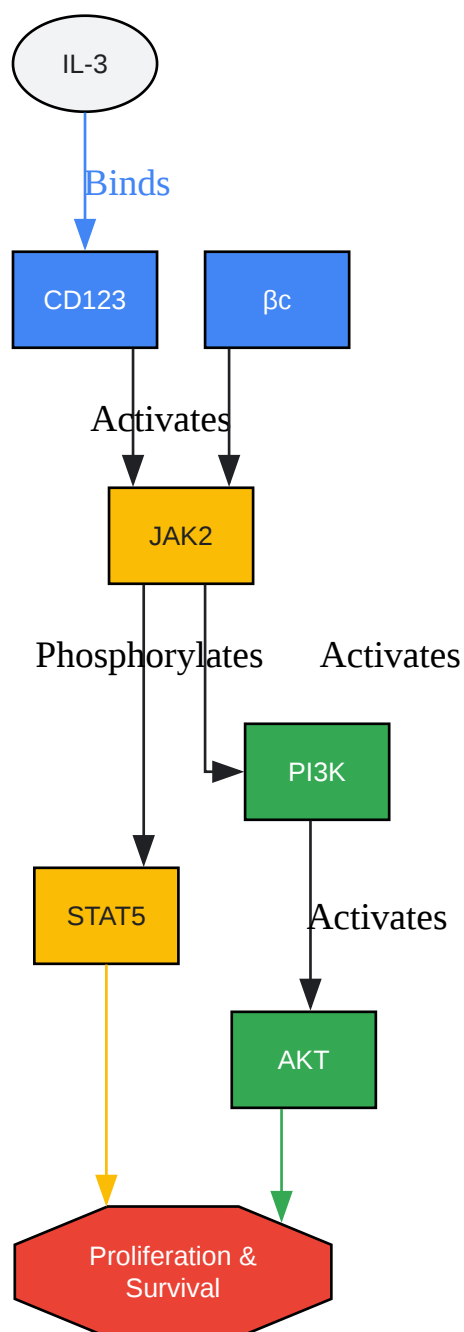 IL-3
Binds
CD123
βc
Activates
JAK2
Phosphorylates
Activates
PI3K
STAT5
Activates
AKT
Proliferation &
Survival